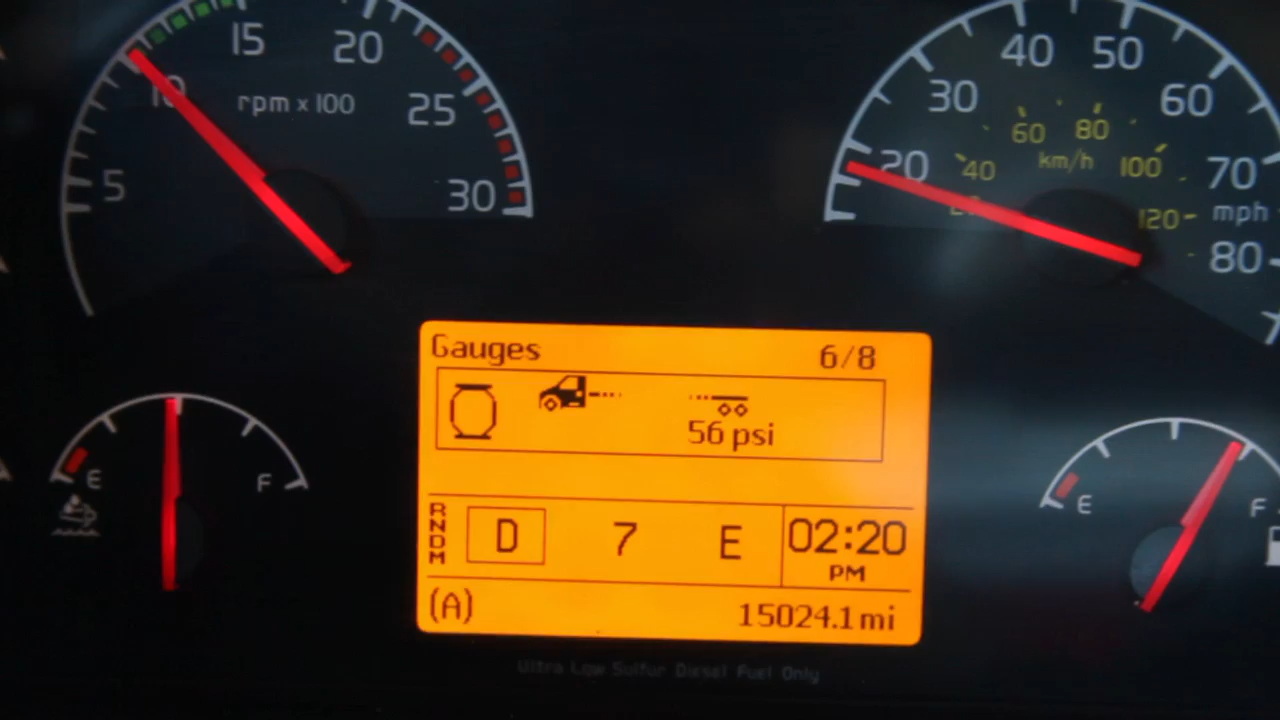 5 10 15 20 25 30
rpm x 100
20 30 40 50 60 70 80
mph
20 40 60 80 100 120
km/h
Gauges 6/8
56 psi
R
N
D
M
D 7 E 02:20
PM
(A) 15024.1 mi
E F
E F
Ultra Low Sulfur Diesel Fuel Only